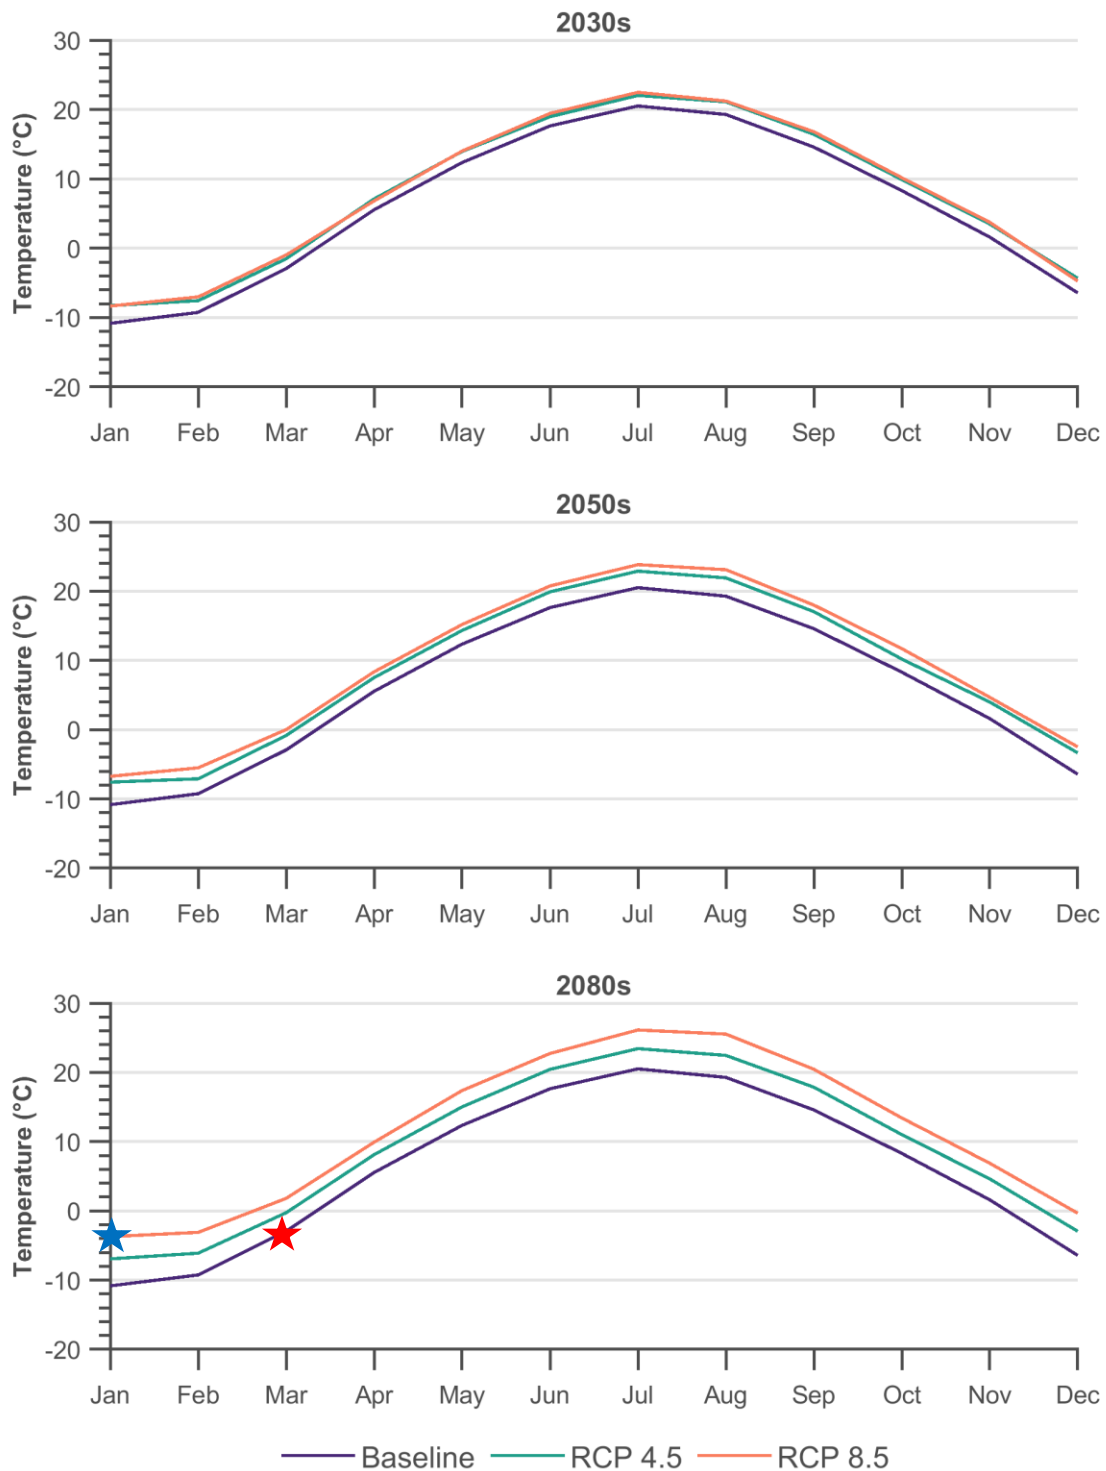 2030s
Temperature (°C)
30
20
10
0
-10
-20
Jan Feb Mar Apr May Jun Jul Aug Sep Oct Nov Dec
2050s
Temperature (°C)
30
20
10
0
-10
-20
Jan Feb Mar Apr May Jun Jul Aug Sep Oct Nov Dec
2080s
Temperature (°C)
30
20
10
0
-10
-20
Jan Feb Mar Apr May Jun Jul Aug Sep Oct Nov Dec
Baseline RCP 4.5 RCP 8.5